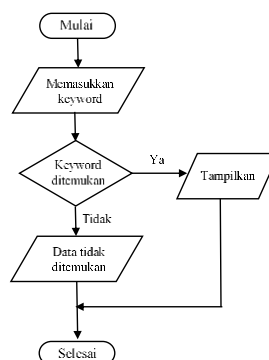 Mulai
Memasukkan
keyword
Keyword
ditemukan
Ya
Tampilkan
Tidak
Data tidak
ditemukan
Selesai